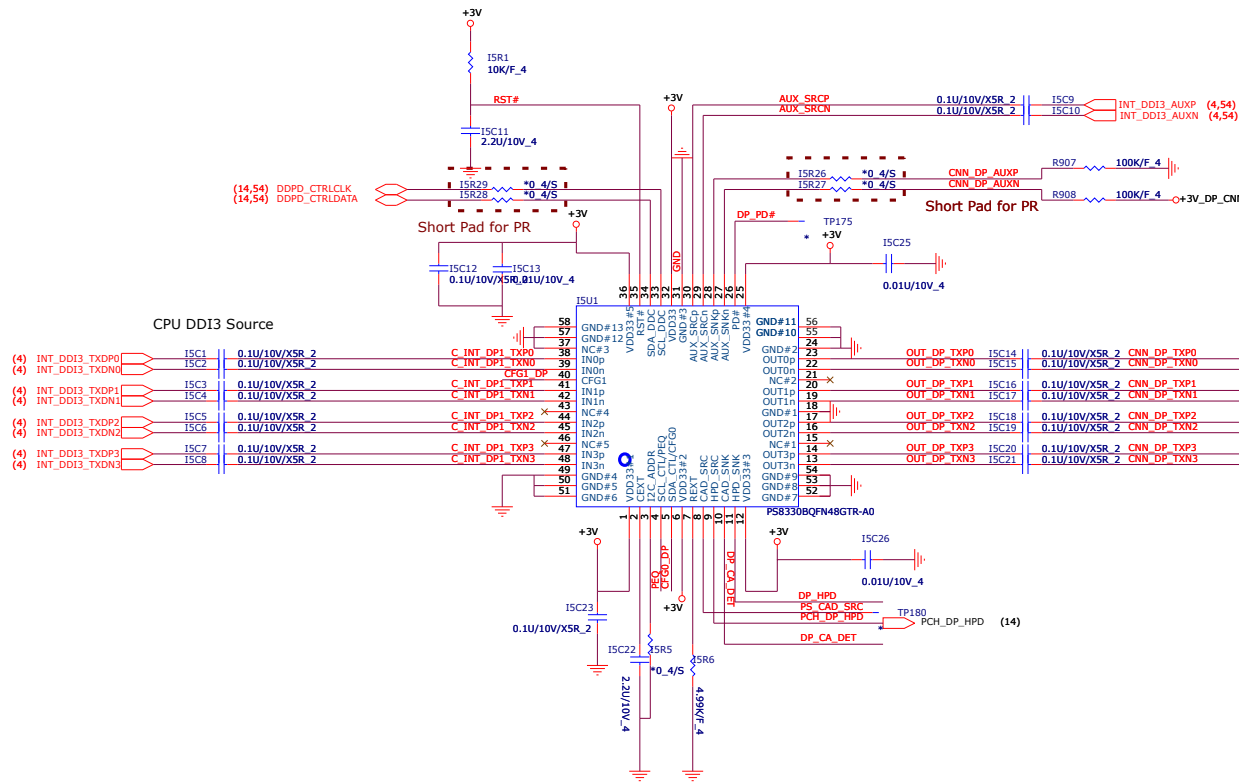 +3V
I5R1
10K/F_4
RST#
I5C11
2.2U/10V_4
+3V
AUX_SRCP 0.1U/10V/X5R_2 I5C9 INT_DDI3_AUXP (4,54)
AUX_SRCN 0.1U/10V/X5R_2 I5C10 INT_DDI3_AUXN (4,54)
(14,54) DDPD_CTRLCLK I5R29 *0_4/S
(14,54) DDPD_CTRLDATA I5R28 *0_4/S
Short Pad for PR
+3V
I5R26 *0_4/S CNN_DP_AUXP R907 100K/F_4
I5R27 *0_4/S CNN_DP_AUXN R908 100K/F_4 +3V_DP_CNN
Short Pad for PR
DP_PD# TP175
*
+3V
I5C25
0.01U/10V_4
GND
I5C12
0.1U/10V/X5R_2
I5C13
0.01U/10V_4
36 35 34 33 32 31 30 29 28 27 26 25
I5U1
VDD33#5 RST# SDA_DDC SCL_DDC VDD33 GND#3 AUX_SRCp AUX_SRCn AUX_SNKp AUX_SNKn PD# VDD33#4
CPU DDI3 Source
58 GND#13
57 GND#12
37 NC#3
(4) INT_DDI3_TXDP0 I5C1 0.1U/10V/X5R_2 C_INT_DP1_TXP0 38 IN0p
(4) INT_DDI3_TXDN0 I5C2 0.1U/10V/X5R_2 C_INT_DP1_TXN0 39 IN0n
CFG1_DP 40 CFG1
(4) INT_DDI3_TXDP1 I5C3 0.1U/10V/X5R_2 C_INT_DP1_TXP1 41 IN1p
(4) INT_DDI3_TXDN1 I5C4 0.1U/10V/X5R_2 C_INT_DP1_TXN1 42 IN1n
43 NC#4
(4) INT_DDI3_TXDP2 I5C5 0.1U/10V/X5R_2 C_INT_DP1_TXP2 44 IN2p
(4) INT_DDI3_TXDN2 I5C6 0.1U/10V/X5R_2 C_INT_DP1_TXN2 45 IN2n
46 NC#5
(4) INT_DDI3_TXDP3 I5C7 0.1U/10V/X5R_2 C_INT_DP1_TXP3 47 IN3p
(4) INT_DDI3_TXDN3 I5C8 0.1U/10V/X5R_2 C_INT_DP1_TXN3 48 IN3n
49 GND#4
50 GND#5
51 GND#6
GND#11 56
GND#10 55
GND#2 24
OUT0p 23 OUT_DP_TXP0 I5C14 0.1U/10V/X5R_2 CNN_DP_TXP0
OUT0n 22 OUT_DP_TXN0 I5C15 0.1U/10V/X5R_2 CNN_DP_TXN0
NC#2 21
OUT1p 20 OUT_DP_TXP1 I5C16 0.1U/10V/X5R_2 CNN_DP_TXP1
OUT1n 19 OUT_DP_TXN1 I5C17 0.1U/10V/X5R_2 CNN_DP_TXN1
GND#1 18
OUT2p 17 OUT_DP_TXP2 I5C18 0.1U/10V/X5R_2 CNN_DP_TXP2
OUT2n 16 OUT_DP_TXN2 I5C19 0.1U/10V/X5R_2 CNN_DP_TXN2
NC#1 15
OUT3p 14 OUT_DP_TXP3 I5C20 0.1U/10V/X5R_2 CNN_DP_TXP3
OUT3n 13 OUT_DP_TXN3 I5C21 0.1U/10V/X5R_2 CNN_DP_TXN3
GND#9 54
GND#8 53
GND#7 52
VDD33#1 CEXT I2C_ADDR SCL_CTL/PEQ SDA_CTL/CFG0 VDD33#2 REXT CAD_SRC HPD_SRC CAD_SNK HPD_SNK VDD33#3
PS8330BQFN48GTR-A0
1 2 3 4 5 6 7 8 9 10 11 12
+3V
PEQ
CFG0_DP
DP_CA_DET
+3V
I5C26
0.01U/10V_4
+3V
I5C23
0.1U/10V/X5R_2
DP_HPD
PS_CAD_SRC TP180
*
PCH_DP_HPD PCH_DP_HPD (14)
DP_CA_DET
I5C22
2.2U/10V_4
I5R5
*0_4/S
I5R6
4.99K/F_4